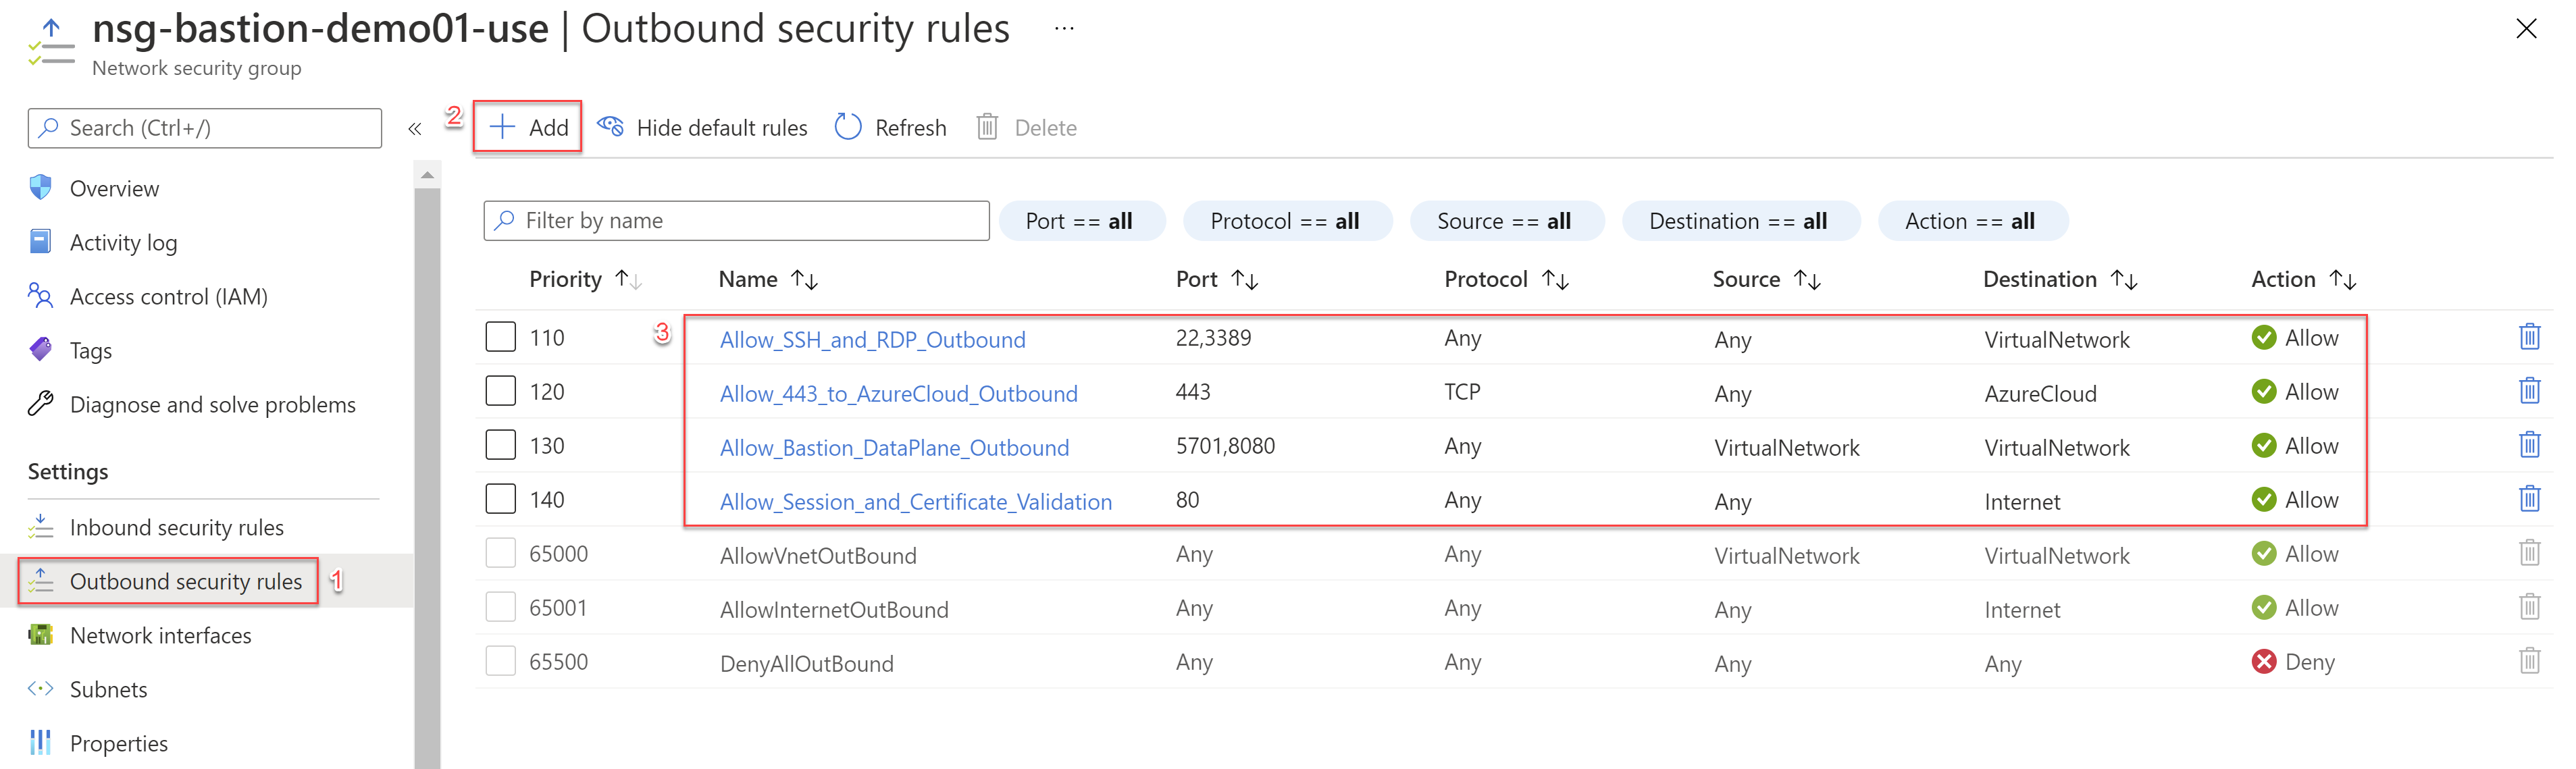 nsg-bastion-demo01-use | Outbound security rules ...
Network security group
Search (Ctrl+/)
«
Overview
Activity log
Access control (IAM)
Tags
Diagnose and solve problems
Settings
Inbound security rules
Outbound security rules 1
Network interfaces
Subnets
Properties
2 Add Hide default rules Refresh Delete
Filter by name Port == all Protocol == all Source == all Destination == all Action == all
Priority ↑↓ Name ↑↓ Port ↑↓ Protocol ↑↓ Source ↑↓ Destination ↑↓ Action ↑↓
110 3 Allow_SSH_and_RDP_Outbound 22,3389 Any Any VirtualNetwork Allow
120 Allow_443_to_AzureCloud_Outbound 443 TCP Any AzureCloud Allow
130 Allow_Bastion_DataPlane_Outbound 5701,8080 Any VirtualNetwork VirtualNetwork Allow
140 Allow_Session_and_Certificate_Validation 80 Any Any Internet Allow
65000 AllowVnetOutBound Any Any VirtualNetwork VirtualNetwork Allow
65001 AllowInternetOutBound Any Any Any Internet Allow
65500 DenyAllOutBound Any Any Any Any Deny